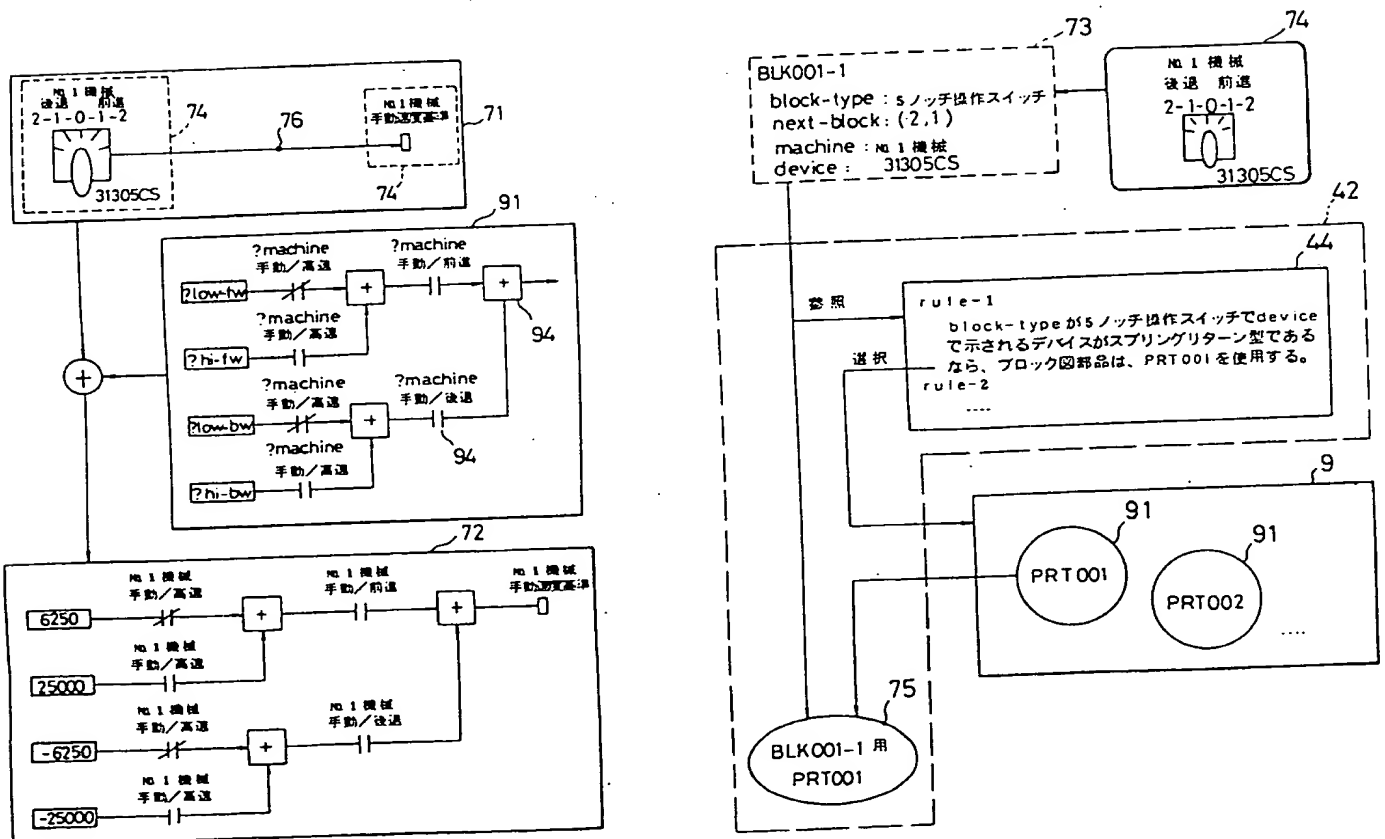 71
No.1 機械
後退 前進
2-1-0-1-2
31305CS
74
76
No.1 機械
手動速度基準
74
91
?machine
手動/高速
?machine
手動/前進
?low-fw
+
+
94
?machine
手動/高速
?hi-fw
+
?machine
手動/高速
?machine
手動/後退
?low-bw
+
94
?machine
手動/高速
?hi-bw
72
No.1 機械
手動/高速
No.1 機械
手動/前進
No.1 機械
手動速度基準
6250
+
+
No.1 機械
手動/高速
25000
No.1 機械
手動/高速
No.1 機械
手動/後退
-6250
+
No.1 機械
手動/高速
-25000
73
BLK001-1
block-type : 5ノッチ操作スイッチ
next-block : (-2,1)
machine : No.1 機械
device : 31305CS
74
No.1 機械
後退 前進
2-1-0-1-2
31305CS
42
44
参照
rule-1
block-typeが5ノッチ操作スイッチでdevice
で示されるデバイスがスプリングリターン型である
なら、ブロック図部品は、PRT001を使用する。
選択
rule-2
....
9
91
PRT001
91
PRT002
....
75
BLK001-1 用
PRT001